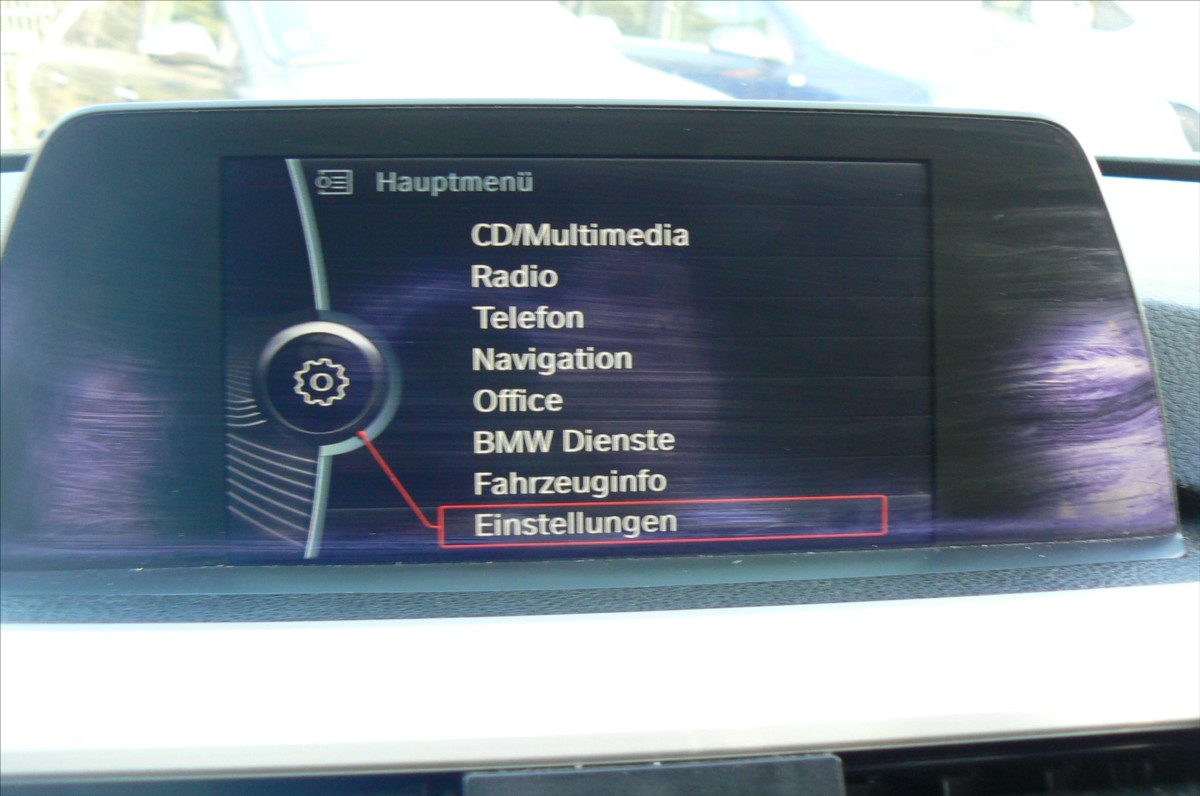 Hauptmenü
CD/Multimedia
Radio
Telefon
Navigation
Office
BMW Dienste
Fahrzeuginfo
Einstellungen